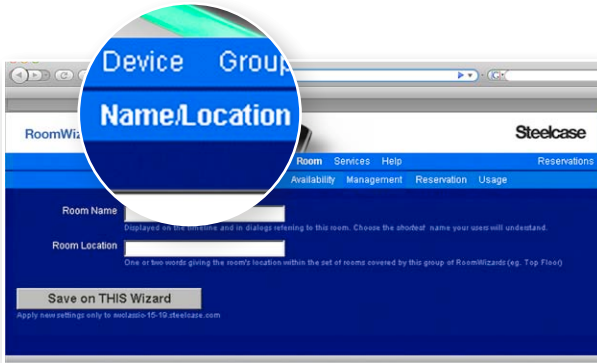 Device Group
Name/Location
RoomWiz
Steelcase
Room Services Help Reservations
Availability Management Reservation Usage
Room Name
Displayed on the timeline and in dialogs referring to this room. Choose the shortest name your users will understand.
Room Location
One or two words giving the room's location within the set of rooms covered by this group of RoomWizards (eg. Top Floor)
Save on THIS Wizard
Apply new settings only to